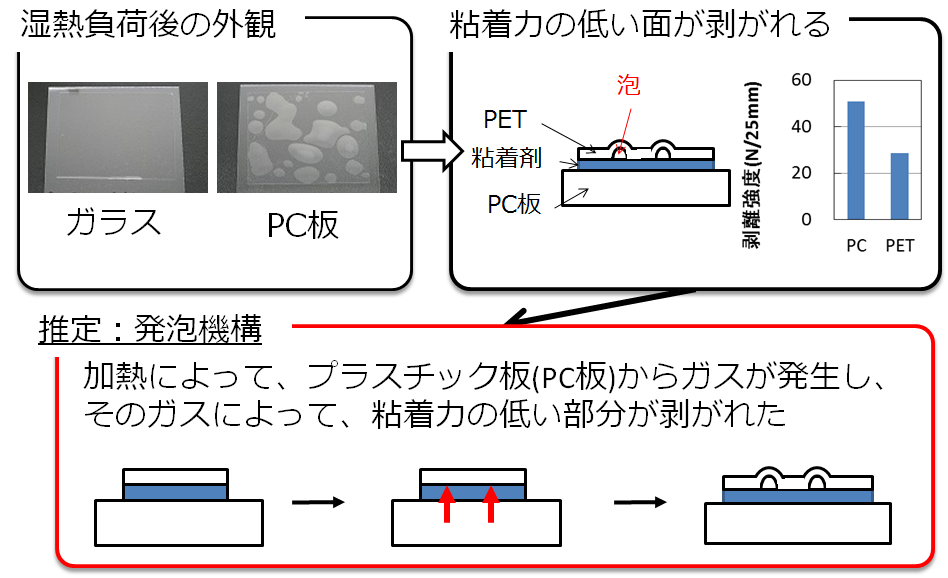 湿熱負荷後の外観
ガラス
PC板
粘着力の低い面が剥がれる
泡
PET
粘着剤
PC板
剥離強度(N/25mm)
60
40
20
0
PC
PET
推定：発泡機構
加熱によって、プラスチック板(PC板)からガスが発生し、
そのガスによって、粘着力の低い部分が剥がれた